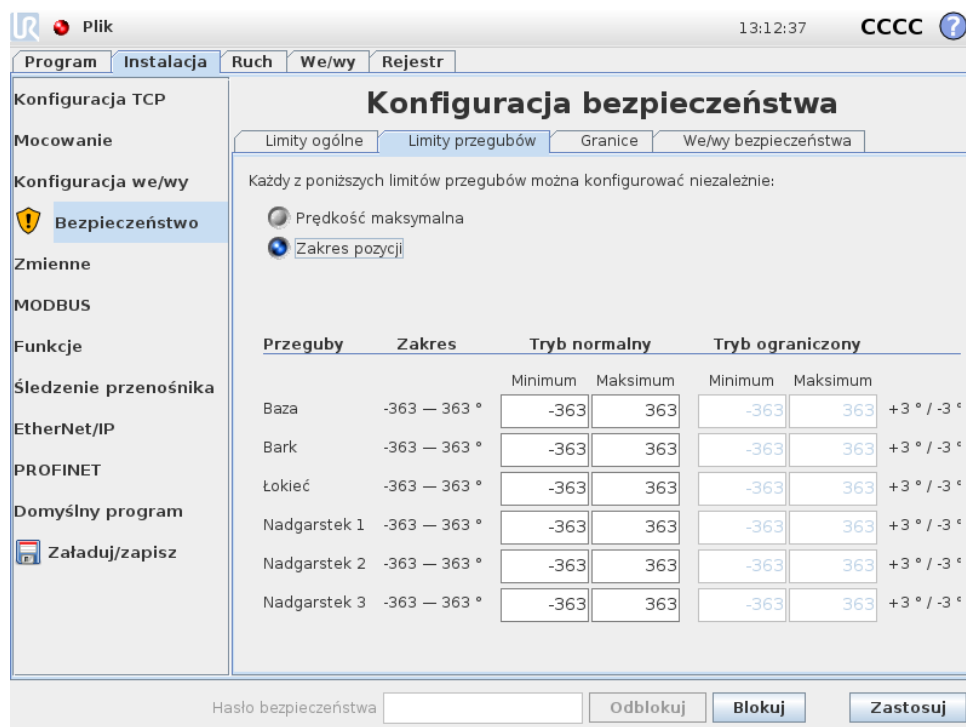 UR Plik 13:12:37 CCCC ?
Program Instalacja Ruch We/wy Rejestr
Konfiguracja TCP
Mocowanie
Konfiguracja we/wy
Bezpieczeństwo
Zmienne
MODBUS
Funkcje
Śledzenie przenośnika
EtherNet/IP
PROFINET
Domyślny program
Załaduj/zapisz
Konfiguracja bezpieczeństwa
Limity ogólne Limity przegubów Granice We/wy bezpieczeństwa
Każdy z poniższych limitów przegubów można konfigurować niezależnie:
Prędkość maksymalna
Zakres pozycji
Przeguby Zakres Tryb normalny Tryb ograniczony
Minimum Maksimum Minimum Maksimum
Baza -363 — 363 ° -363 363 -363 363 +3 ° / -3 °
Bark -363 — 363 ° -363 363 -363 363 +3 ° / -3 °
Łokieć -363 — 363 ° -363 363 -363 363 +3 ° / -3 °
Nadgarstek 1 -363 — 363 ° -363 363 -363 363 +3 ° / -3 °
Nadgarstek 2 -363 — 363 ° -363 363 -363 363 +3 ° / -3 °
Nadgarstek 3 -363 — 363 ° -363 363 -363 363 +3 ° / -3 °
Hasło bezpieczeństwa Odblokuj Blokuj Zastosuj